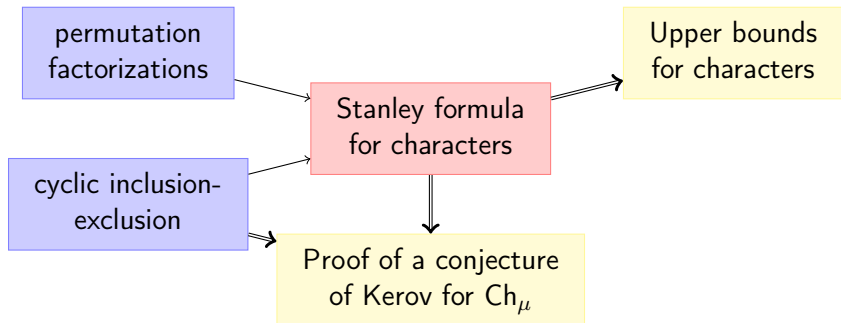 permutation
factorizations
Upper bounds
for characters
Stanley formula
for characters
cyclic inclusion-
exclusion
Proof of a conjecture
of Kerov for Chμ